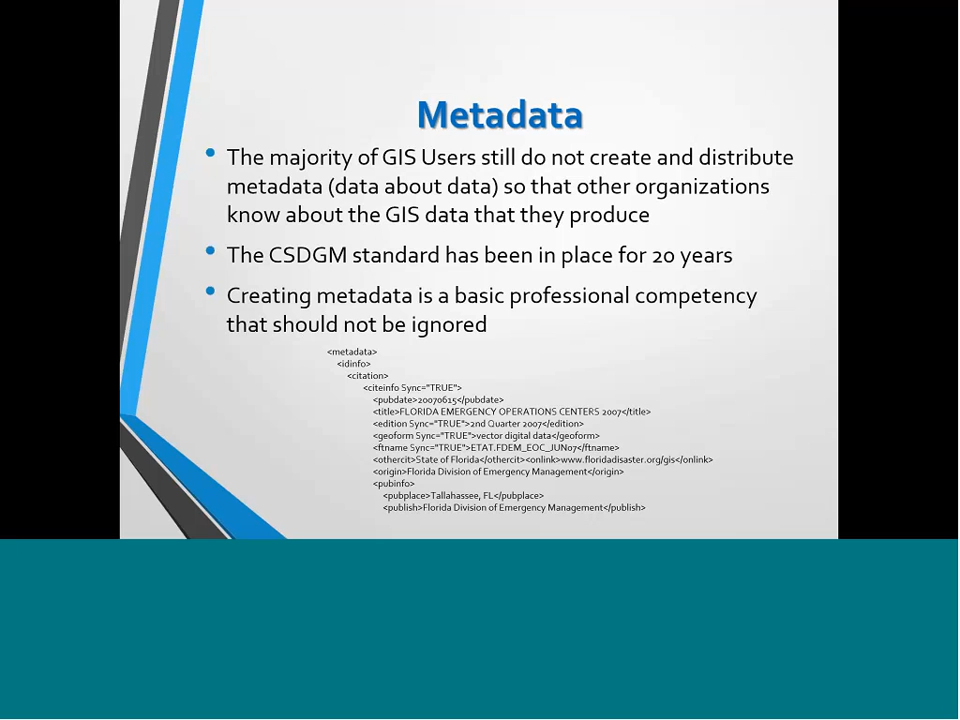 Metadata
• The majority of GIS Users still do not create and distribute
metadata (data about data) so that other organizations
know about the GIS data that they produce
• The CSDGM standard has been in place for 20 years
• Creating metadata is a basic professional competency
that should not be ignored
<metadata>
<idinfo>
<citation>
<citeinfo Sync="TRUE">
<pubdate>20070615</pubdate>
<title>FLORIDA EMERGENCY OPERATIONS CENTERS 2007</title>
<edition Sync="TRUE">2nd Quarter 2007</edition>
<geoform Sync="TRUE">vector digital data</geoform>
<ftname Sync="TRUE">ETAT.FDEM_EOC_JUN07</ftname>
<othercit>State of Florida</othercit><onlink>www.floridadisaster.org/gis</onlink>
<origin>Florida Division of Emergency Management</origin>
<pubinfo>
<pubplace>Tallahassee, FL</pubplace>
<publish>Florida Division of Emergency Management</publish>